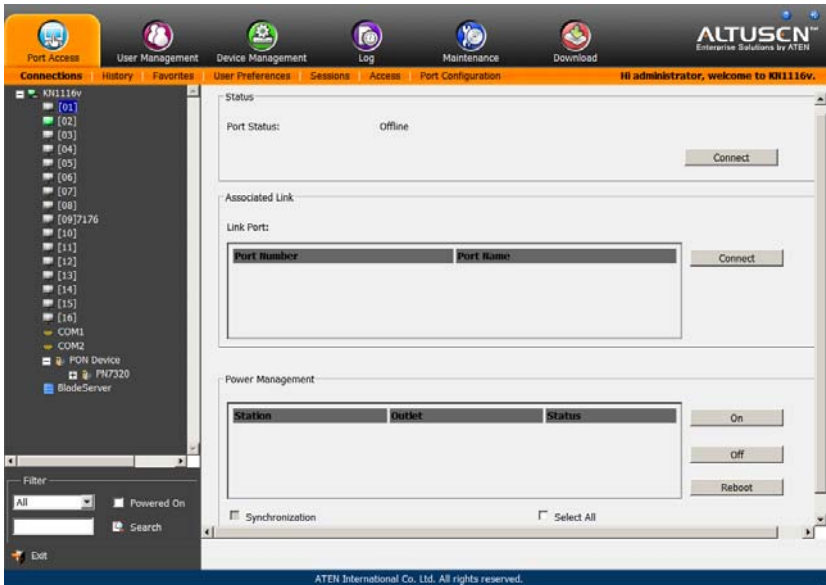 ALTUSEN™
Enterprise Solutions by ATEN
Port Access
User Management
Device Management
Log
Maintenance
Download
Connections
History
Favorites
User Preferences
Sessions
Access
Port Configuration
Hi administrator, welcome to KN1116v.
KN1116v
[01]
[02]
[03]
[04]
[05]
[06]
[07]
[08]
[09]7176
[10]
[11]
[12]
[13]
[14]
[15]
[16]
COM1
COM2
PON Device
PN7320
BladeServer
Filter
All
Powered On
Search
Exit
Status
Port Status: Offline
Connect
Associated Link
Link Port:
Port Number Port Name
Connect
Power Management
Station Outlet Status
On
Off
Reboot
Synchronization
Select All
ATEN International Co. Ltd. All rights reserved.